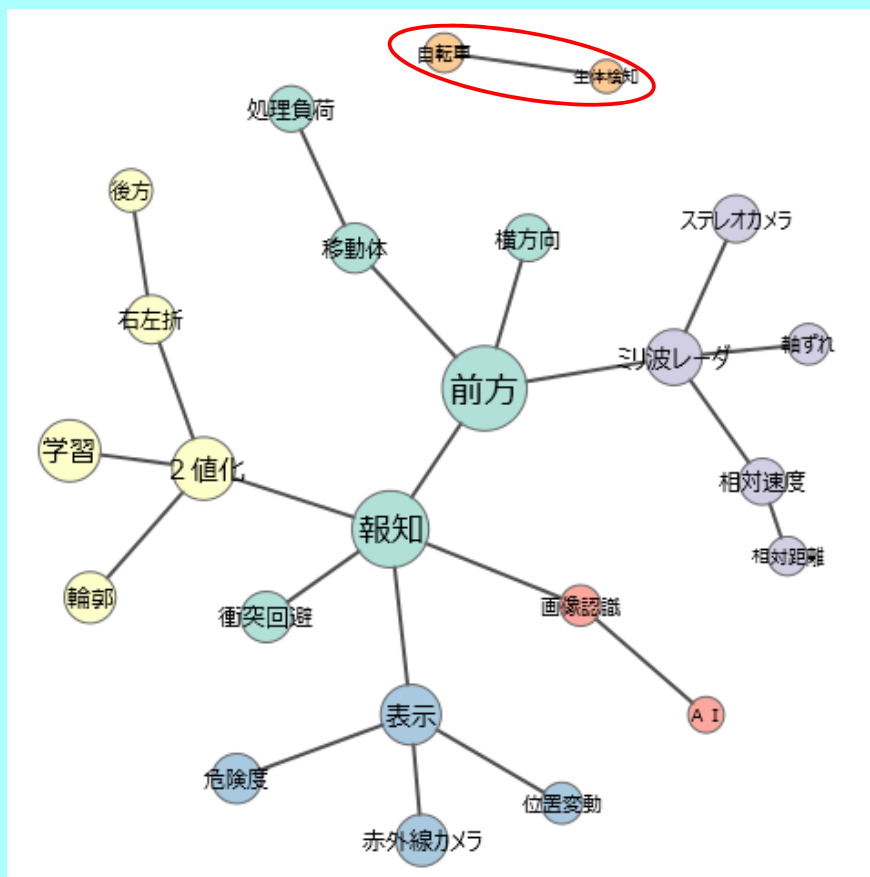 自転車
生体検知
処理負荷
後方
ステレオカメラ
移動体
横方向
右左折
ミリ波レーダ
軸ずれ
前方
学習
２値化
相対速度
報知
相対距離
輪郭
衝突回避
画像認識
表示
ＡＩ
危険度
位置変動
赤外線カメラ